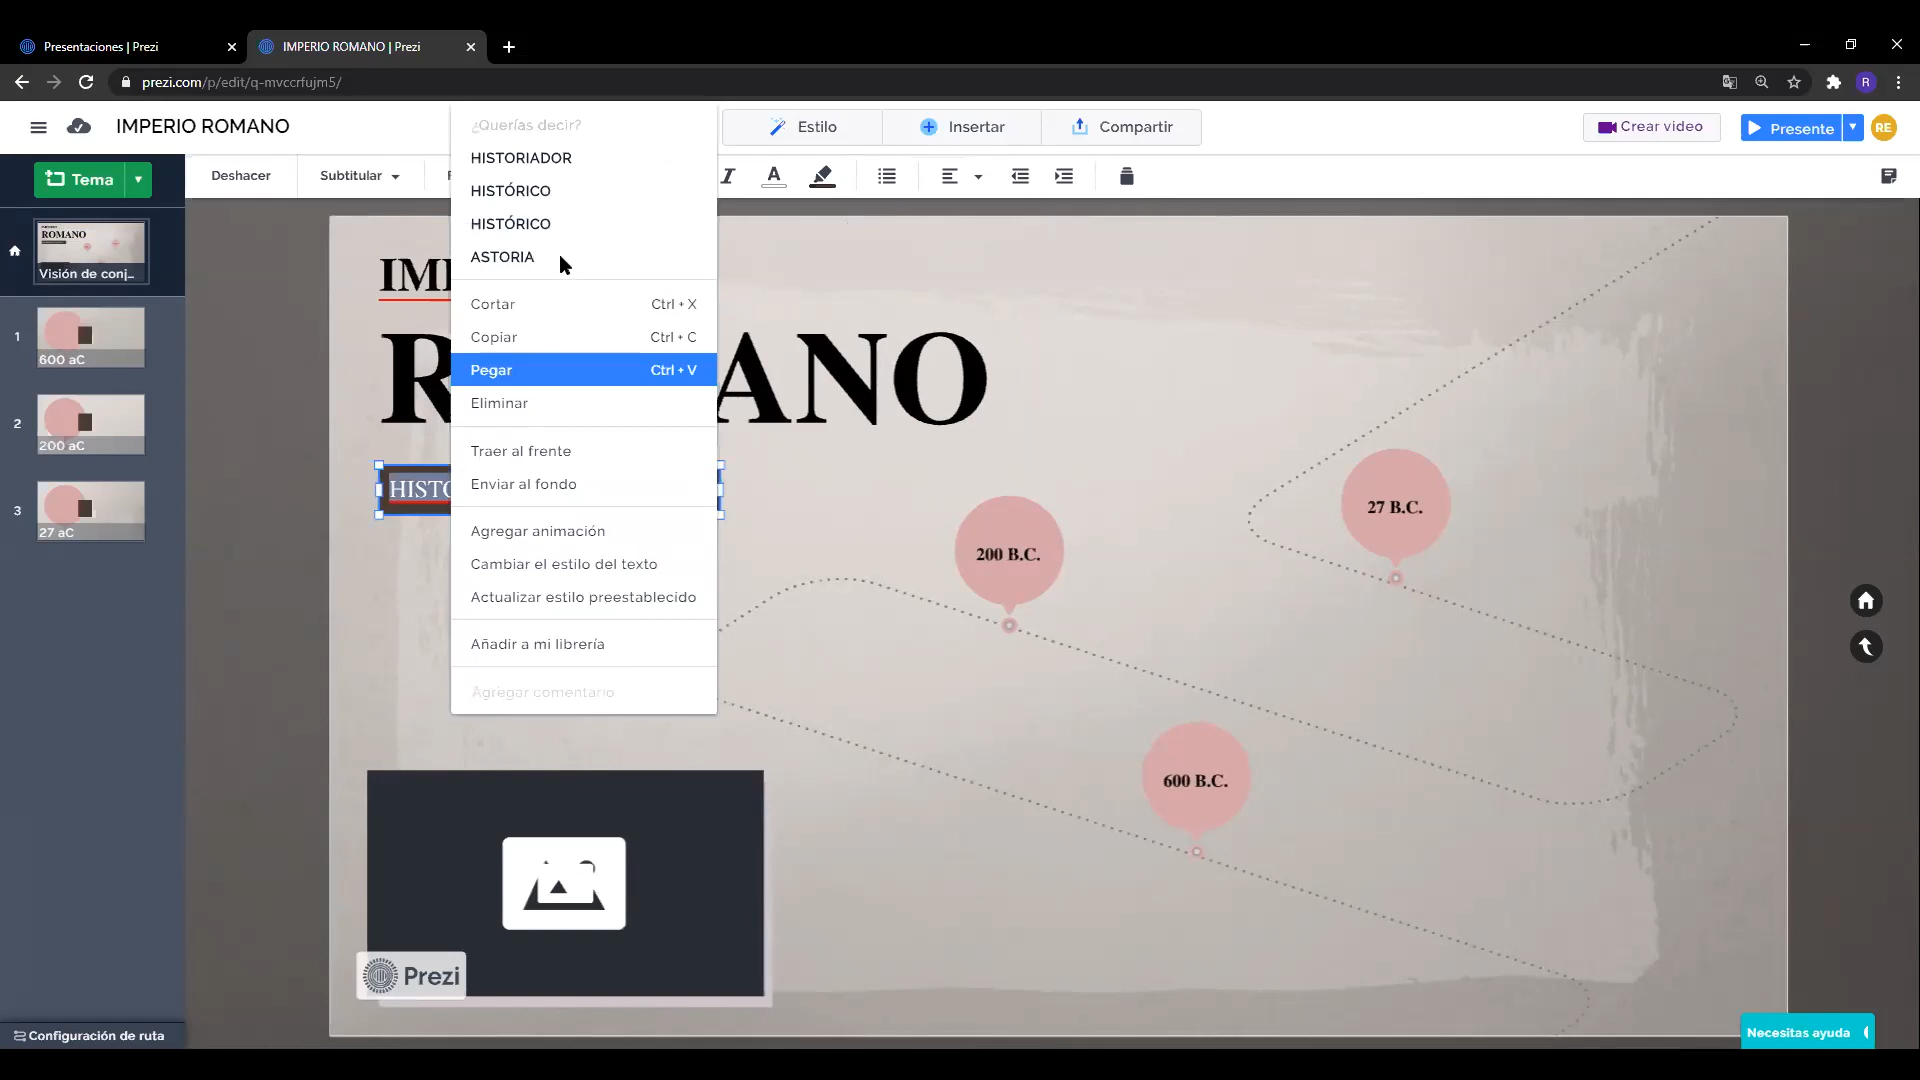 Presentaciones | Prezi
IMPERIO ROMANO | Prezi
prezi.com/p/edit/q-mvccrfujm5/
R
IMPERIO ROMANO
Estilo
Insertar
Compartir
Crear video
Presente
RE
Tema
Deshacer
Subtitular
A
¿Querías decir?
HISTORIADOR
HISTÓRICO
HISTÓRICO
ASTORIA
Cortar Ctrl + X
Copiar Ctrl + C
Pegar Ctrl + V
Eliminar
Traer al frente
Enviar al fondo
Agregar animación
Cambiar el estilo del texto
Actualizar estilo preestablecido
Añadir a mi librería
Agregar comentario
ROMANO
Visión de conj...
1
600 aC
2
200 aC
3
27 aC
200 B.C.
27 B.C.
600 B.C.
Prezi
Configuración de ruta
Necesitas ayuda